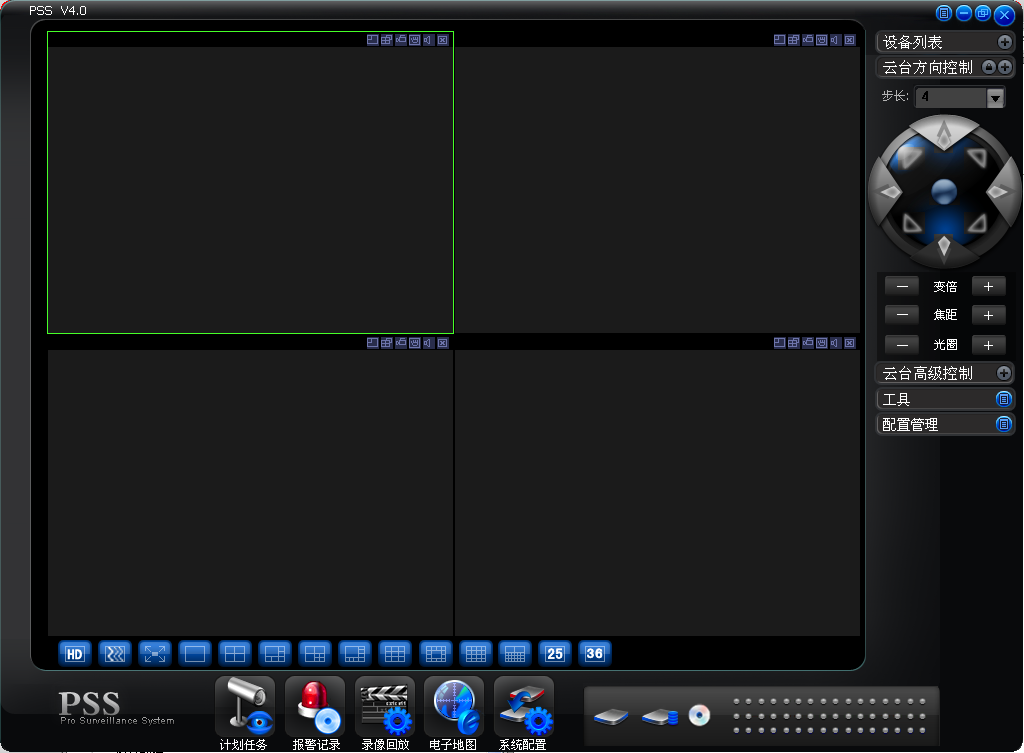 PSS V4.0
设备列表
云台方向控制
步长: 4
变倍
焦距
光圈
云台高级控制
工具
配置管理
HD
25
36
PSS
Pro Surveillance System
计划任务
报警记录
录像回放
电子地图
系统配置